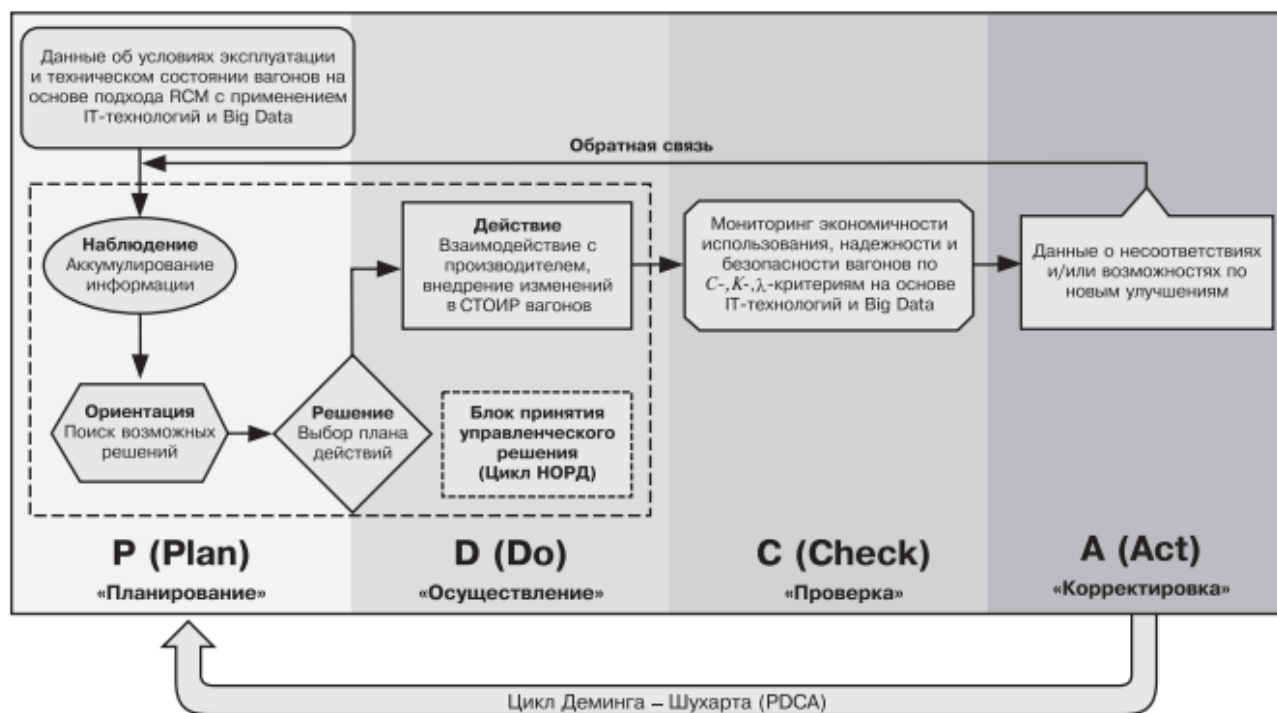 Данные об условиях эксплуатации
и техническом состоянии вагонов на
основе подхода RCM с применением
IT-технологий и Big Data
Обратная связь
Наблюдение
Аккумулирование
информации
Действие
Взаимодействие с
производителем,
внедрение изменений
в СТОИР вагонов
Мониторинг экономичности
использования, надежности и
безопасности вагонов по
C-,K-,λ-критериям на основе
IT-технологий и Big Data
Данные о несоответствиях
и/или возможностях по
новым улучшениям
Ориентация
Поиск возможных
решений
Решение
Выбор плана
действий
Блок принятия
управленческого
решения
(Цикл НОРД)
P (Plan)
«Планирование»
D (Do)
«Осуществление»
C (Check)
«Проверка»
A (Act)
«Корректировка»
Цикл Деминга – Шухарта (PDCA)